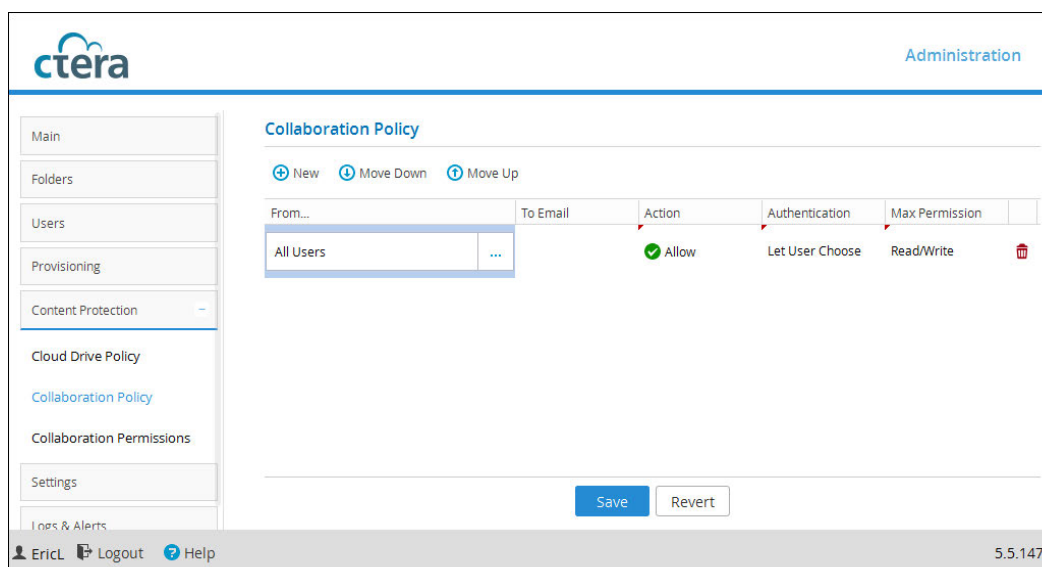 ctera
Administration
Main
Folders
Users
Provisioning
Content Protection
Cloud Drive Policy
Collaboration Policy
Collaboration Permissions
Settings
Logs & Alerts
Collaboration Policy
New Move Down Move Up
From... To Email Action Authentication Max Permission
All Users ... Allow Let User Choose Read/Write
Save Revert
EricL Logout Help 5.5.147